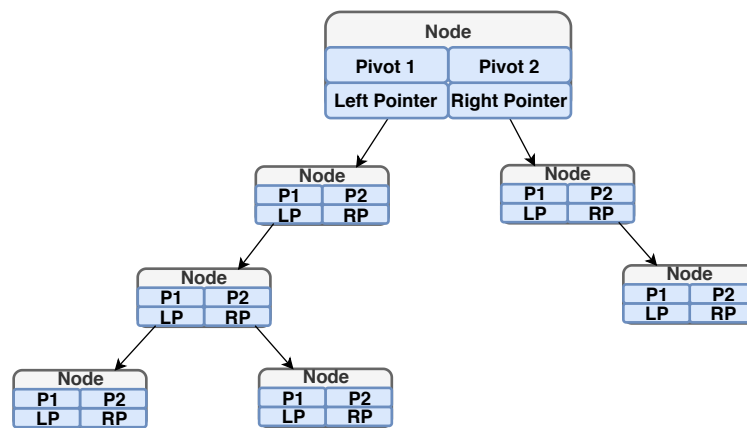 Node
Pivot 1 Pivot 2
Left Pointer Right Pointer
Node
P1 P2
LP RP
Node
P1 P2
LP RP
Node
P1 P2
LP RP
Node
P1 P2
LP RP
Node
P1 P2
LP RP
Node
P1 P2
LP RP